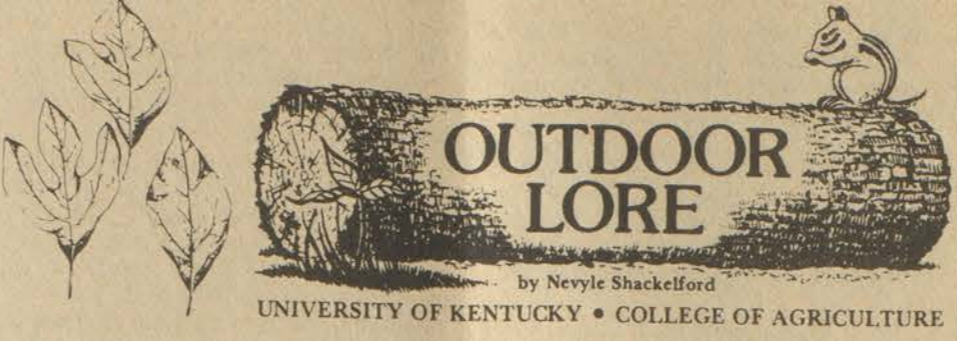 OUTDOOR
LORE
by Nevyle Shackelford
UNIVERSITY OF KENTUCKY • COLLEGE OF AGRICULTURE